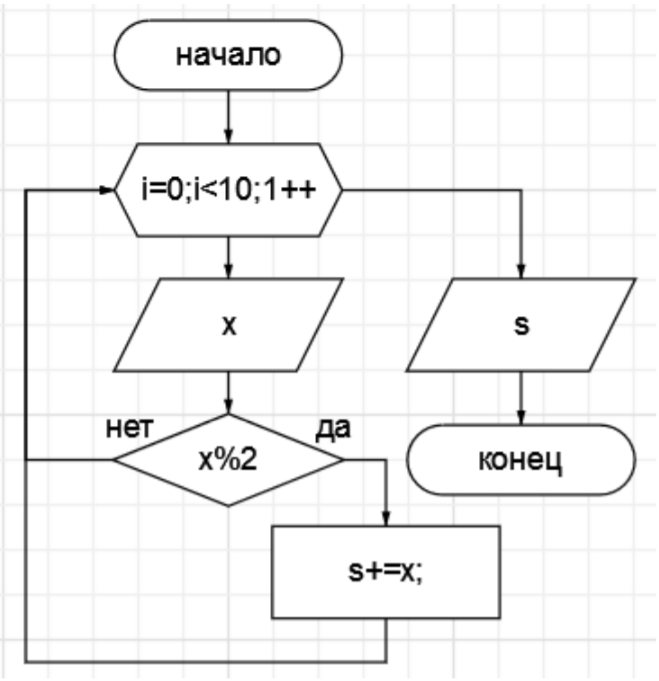 начало
i=0;i<10;1++
x
s
нет
да
x%2
конец
s+=x;